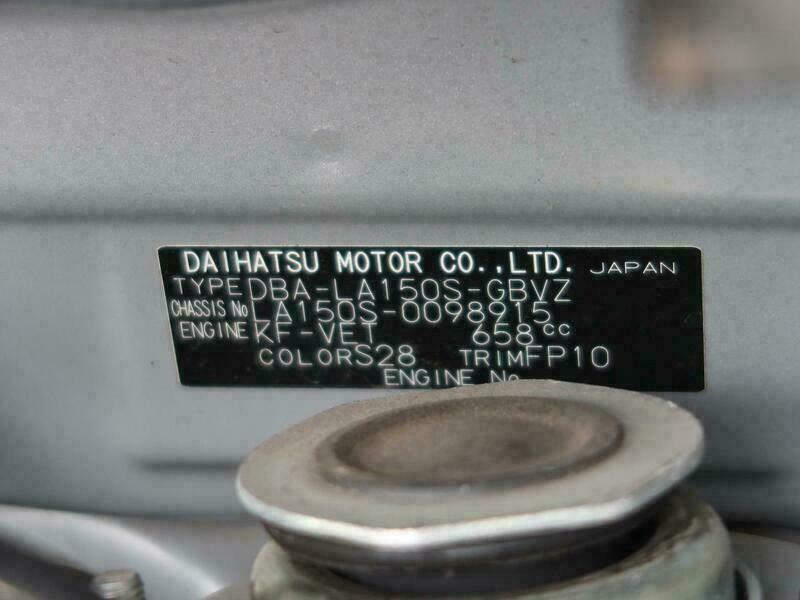 DAIHATSU MOTOR CO.,LTD. JAPAN
TYPE DBA-LA150S-GBVZ
CHASSIS No LA150S-0098915
ENGINE KF-VET 658cc
COLOR S28 TRIM FP10
ENGINE No